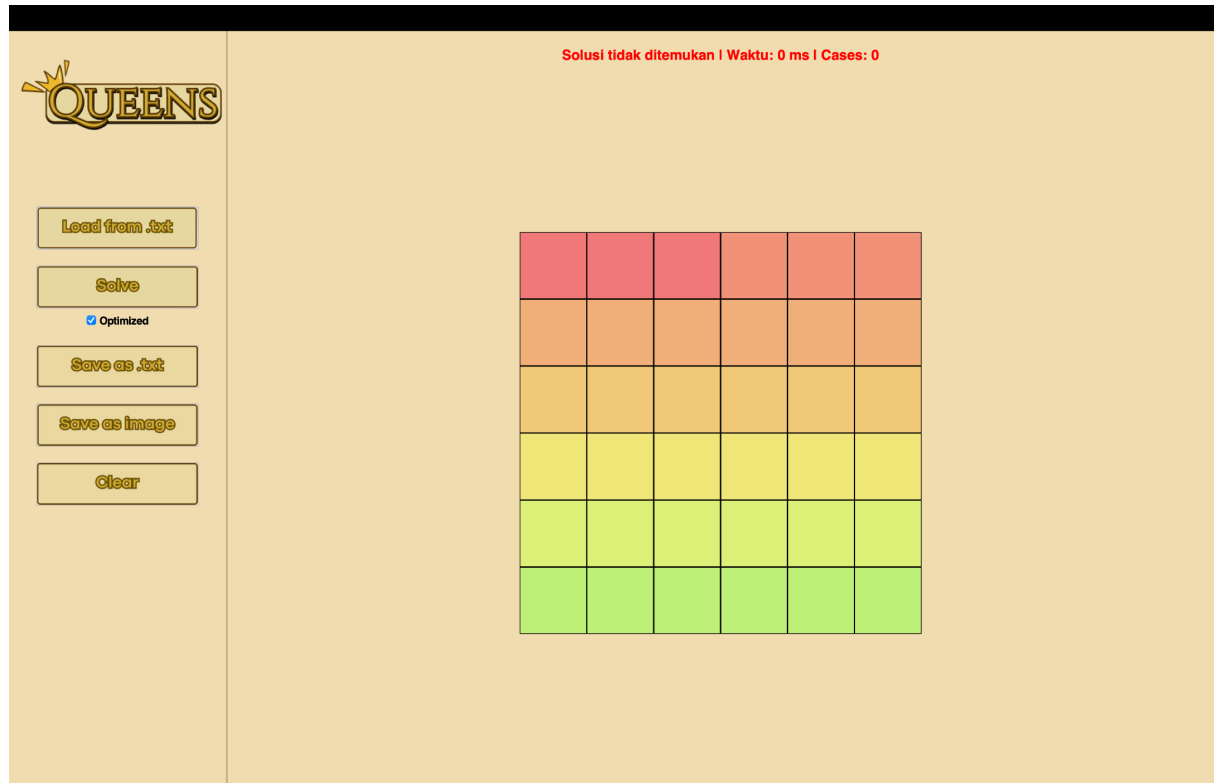 Solusi tidak ditemukan | Waktu: 0 ms | Cases: 0
QUEENS
Load from .txt
Solve
Optimized
Save as .txt
Save as image
Clear